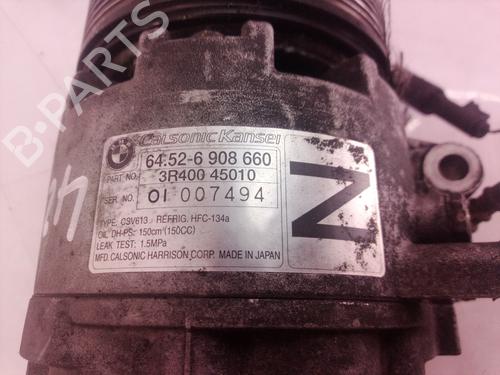 B-PARTS
CalsonicKansei
64.52-6 908 660
PART NO. 3R400 45010
SER NO. OI 007494
N
TYPE: CSV613 / REFRIG. HFC-134a
OIL: DH-PS: 150cm³(150CC)
LEAK TEST: 1.5MPa
MFD. CALSONIC HARRISON CORP. MADE IN JAPAN